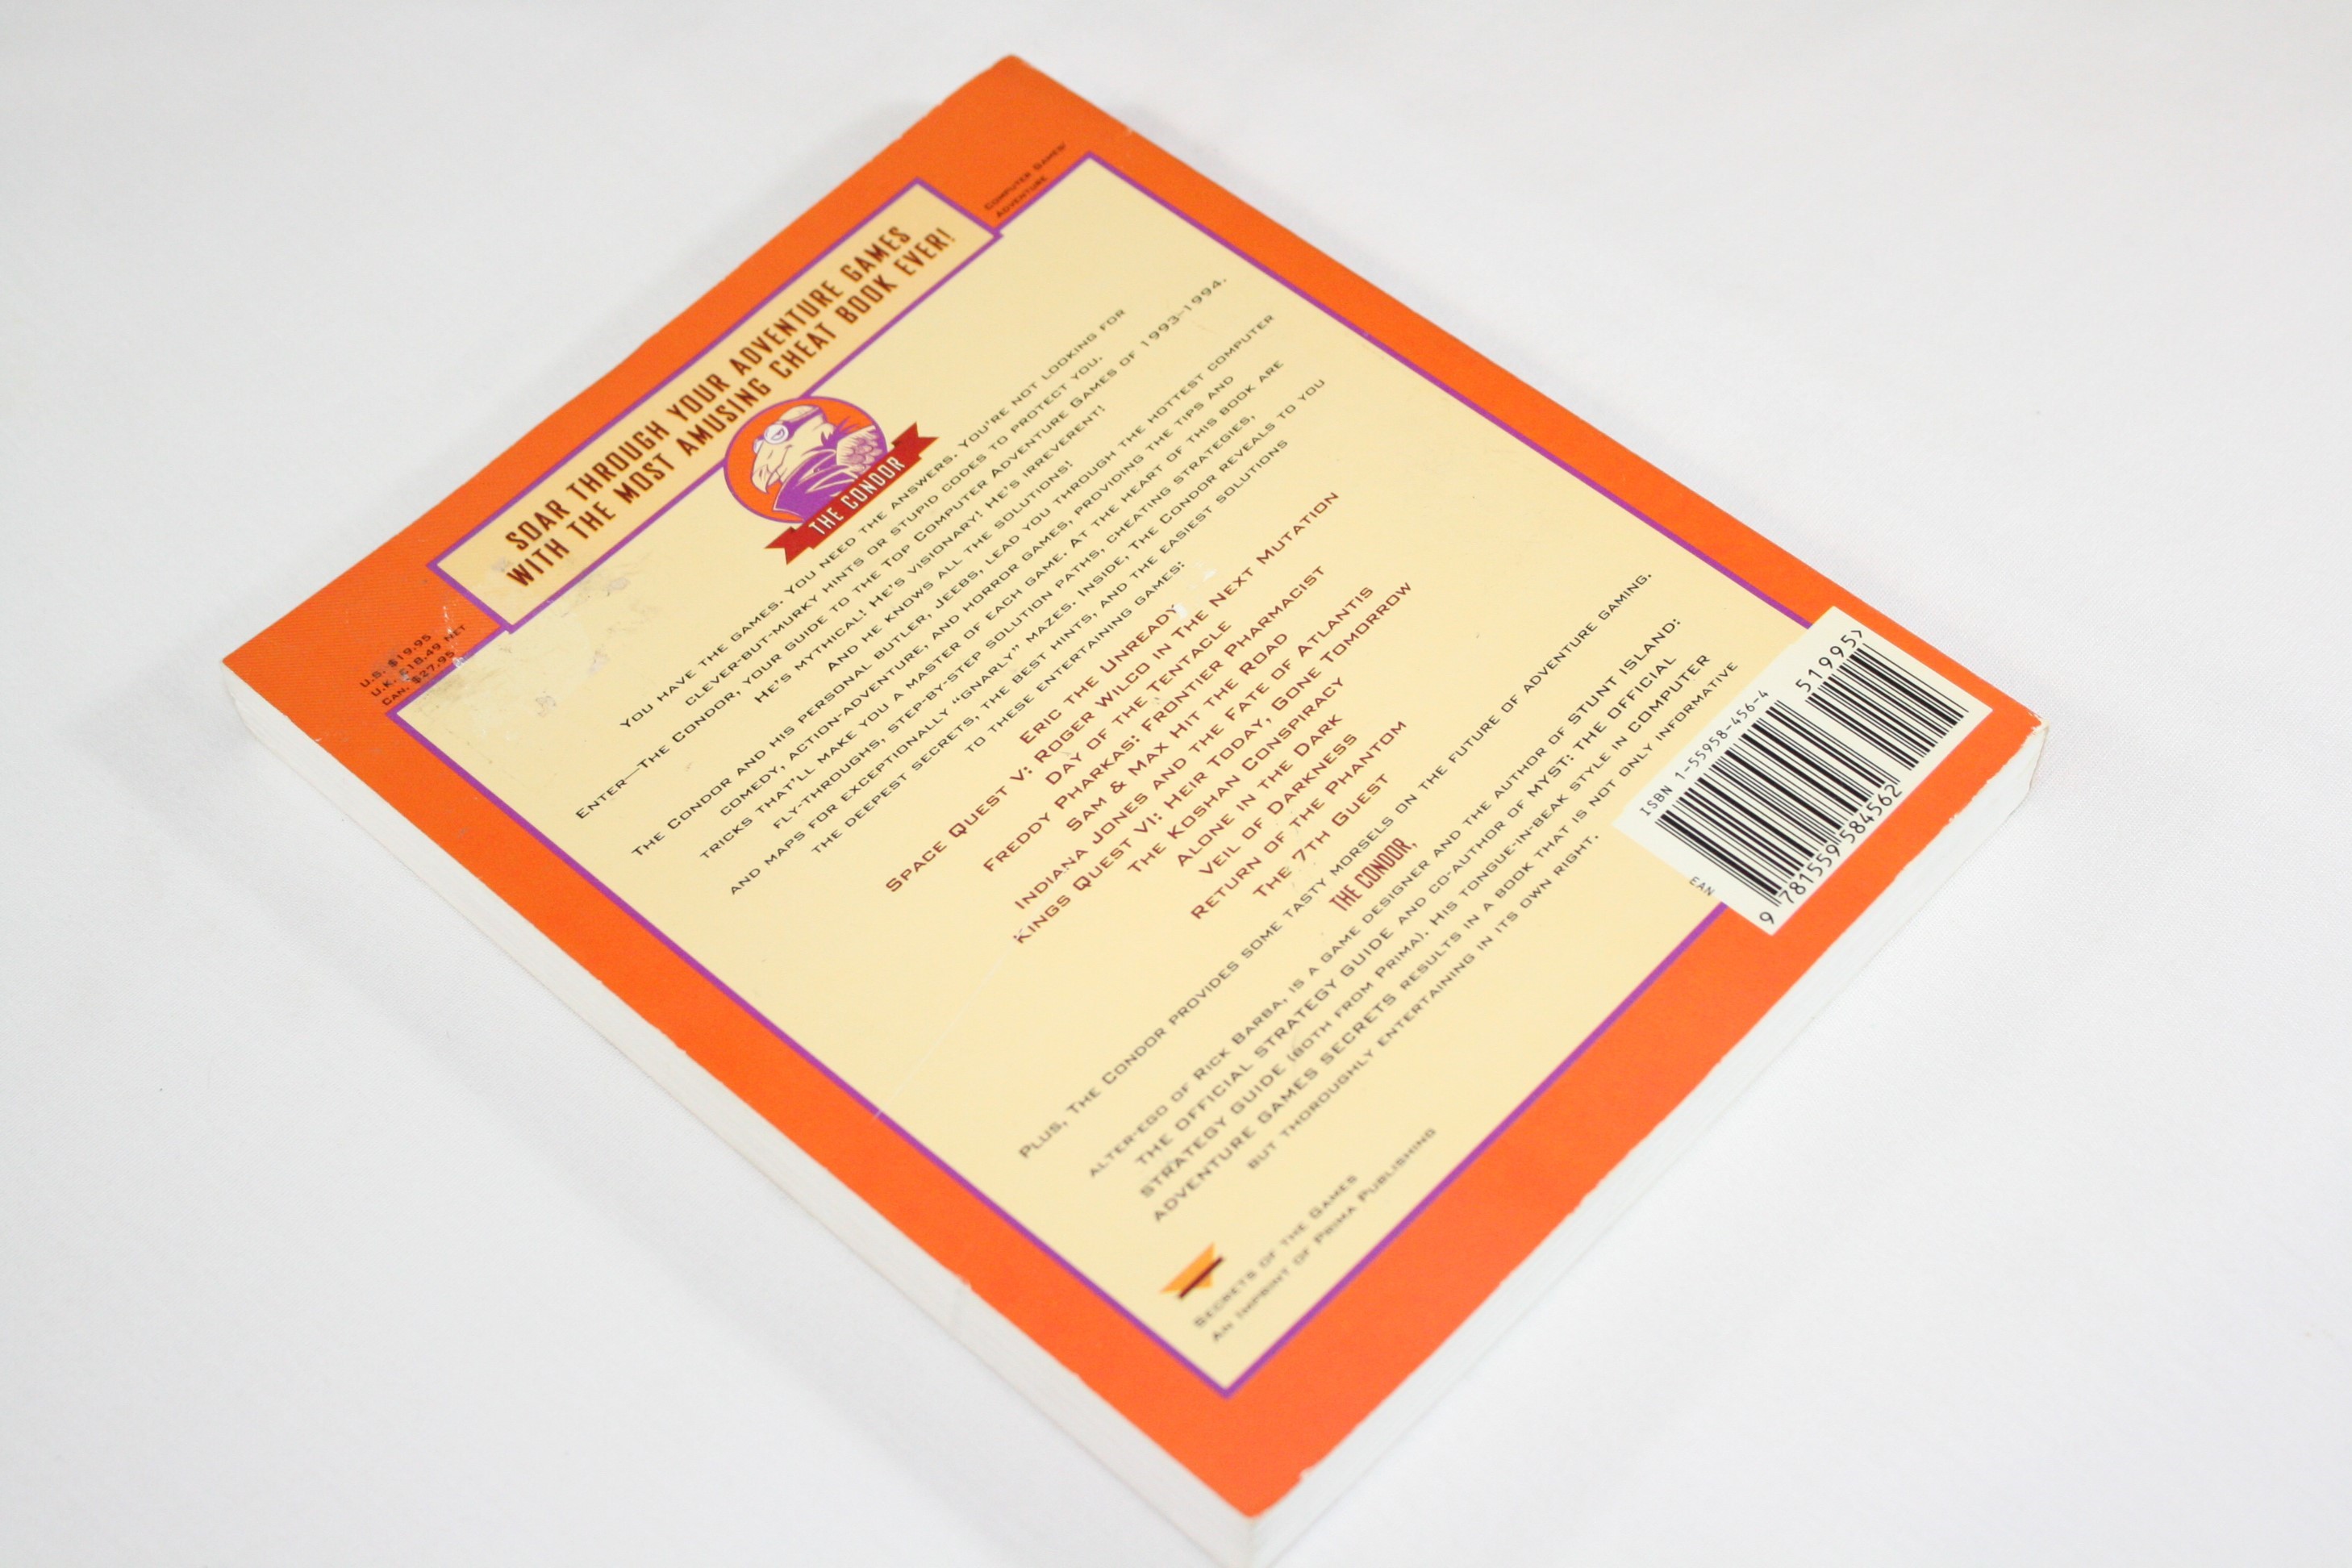 COMPUTER GAMES/
ADVENTURE
SOAR THROUGH YOUR ADVENTURE GAMES
WITH THE MOST AMUSING CHEAT BOOK EVER!
U.S. $19.95
U.K. £18.49 NET
CAN. $27.95
THE CONDOR
YOU HAVE THE GAMES. YOU NEED THE ANSWERS. YOU'RE NOT LOOKING FOR
CLEVER-BUT-MURKY HINTS OR STUPID CODES TO PROTECT YOU.
ENTER—THE CONDOR, YOUR GUIDE TO THE TOP COMPUTER ADVENTURE GAMES OF 1993–1994.
HE'S MYTHICAL! HE'S VISIONARY! HE'S IRREVERENT!
AND HE KNOWS ALL THE SOLUTIONS!
THE CONDOR AND HIS PERSONAL BUTLER, JEEBS, LEAD YOU THROUGH THE HOTTEST COMPUTER
COMEDY, ACTION-ADVENTURE, AND HORROR GAMES, PROVIDING THE TIPS AND
TRICKS THAT'LL MAKE YOU A MASTER OF EACH GAME. AT THE HEART OF THIS BOOK ARE
FLY-THROUGHS, STEP-BY-STEP SOLUTION PATHS, CHEATING STRATEGIES,
AND MAPS FOR EXCEPTIONALLY "GNARLY" MAZES. INSIDE, THE CONDOR REVEALS TO YOU
THE DEEPEST SECRETS, THE BEST HINTS, AND THE EASIEST SOLUTIONS
TO THESE ENTERTAINING GAMES:
ERIC THE UNREADY
SPACE QUEST V: ROGER WILCO IN THE NEXT MUTATION
DAY OF THE TENTACLE
FREDDY PHARKAS: FRONTIER PHARMACIST
SAM & MAX HIT THE ROAD
INDIANA JONES AND THE FATE OF ATLANTIS
KINGS QUEST VI: HEIR TODAY, GONE TOMORROW
THE KOSHAN CONSPIRACY
ALONE IN THE DARK
VEIL OF DARKNESS
RETURN OF THE PHANTOM
THE 7TH GUEST
PLUS, THE CONDOR PROVIDES SOME TASTY MORSELS ON THE FUTURE OF ADVENTURE GAMING.
THE CONDOR,
ALTER-EGO OF RICK BARBA, IS A GAME DESIGNER AND THE AUTHOR OF STUNT ISLAND:
THE OFFICIAL STRATEGY GUIDE AND CO-AUTHOR OF MYST: THE OFFICIAL
STRATEGY GUIDE (BOTH FROM PRIMA). HIS TONGUE-IN-BEAK STYLE IN COMPUTER
ADVENTURE GAMES SECRETS RESULTS IN A BOOK THAT IS NOT ONLY INFORMATIVE
BUT THOROUGHLY ENTERTAINING IN ITS OWN RIGHT.
SECRETS OF THE GAMES
AN IMPRINT OF PRIMA PUBLISHING
ISBN 1-55958-456-4
51995>
EAN
9 781559 584562